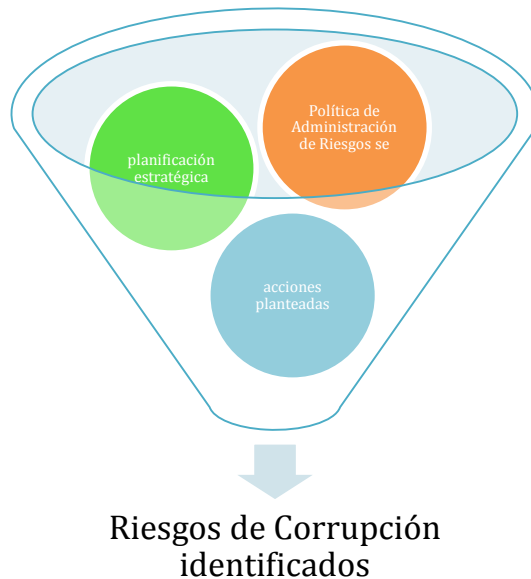 Política de
Administración
de Riesgos se
planificación
estratégica
acciones
planteadas
Riesgos de Corrupción
identificados